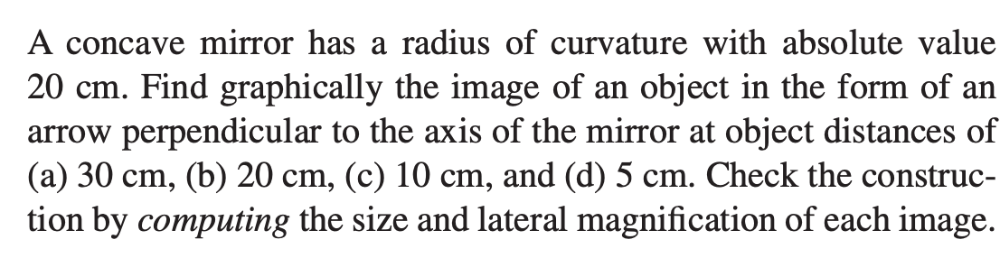 A concave mirror has a radius of curvature with absolute value
20 cm. Find graphically the image of an object in the form of an
arrow perpendicular to the axis of the mirror at object distances of
(a) 30 cm, (b) 20 cm, (c) 10 cm, and (d) 5 cm. Check the construc-
tion by computing the size and lateral magnification of each image.